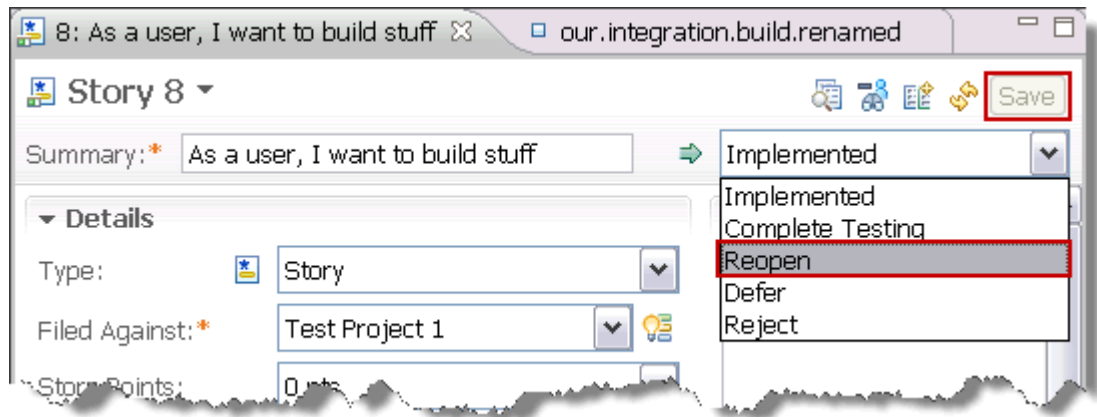 8: As a user, I want to build stuff
our.integration.build.renamed
Story 8
Save
Summary:*
As a user, I want to build stuff
Implemented
Implemented
Complete Testing
Reopen
Defer
Reject
Details
Type:
Story
Filed Against:*
Test Project 1
Story Points:
0 pts